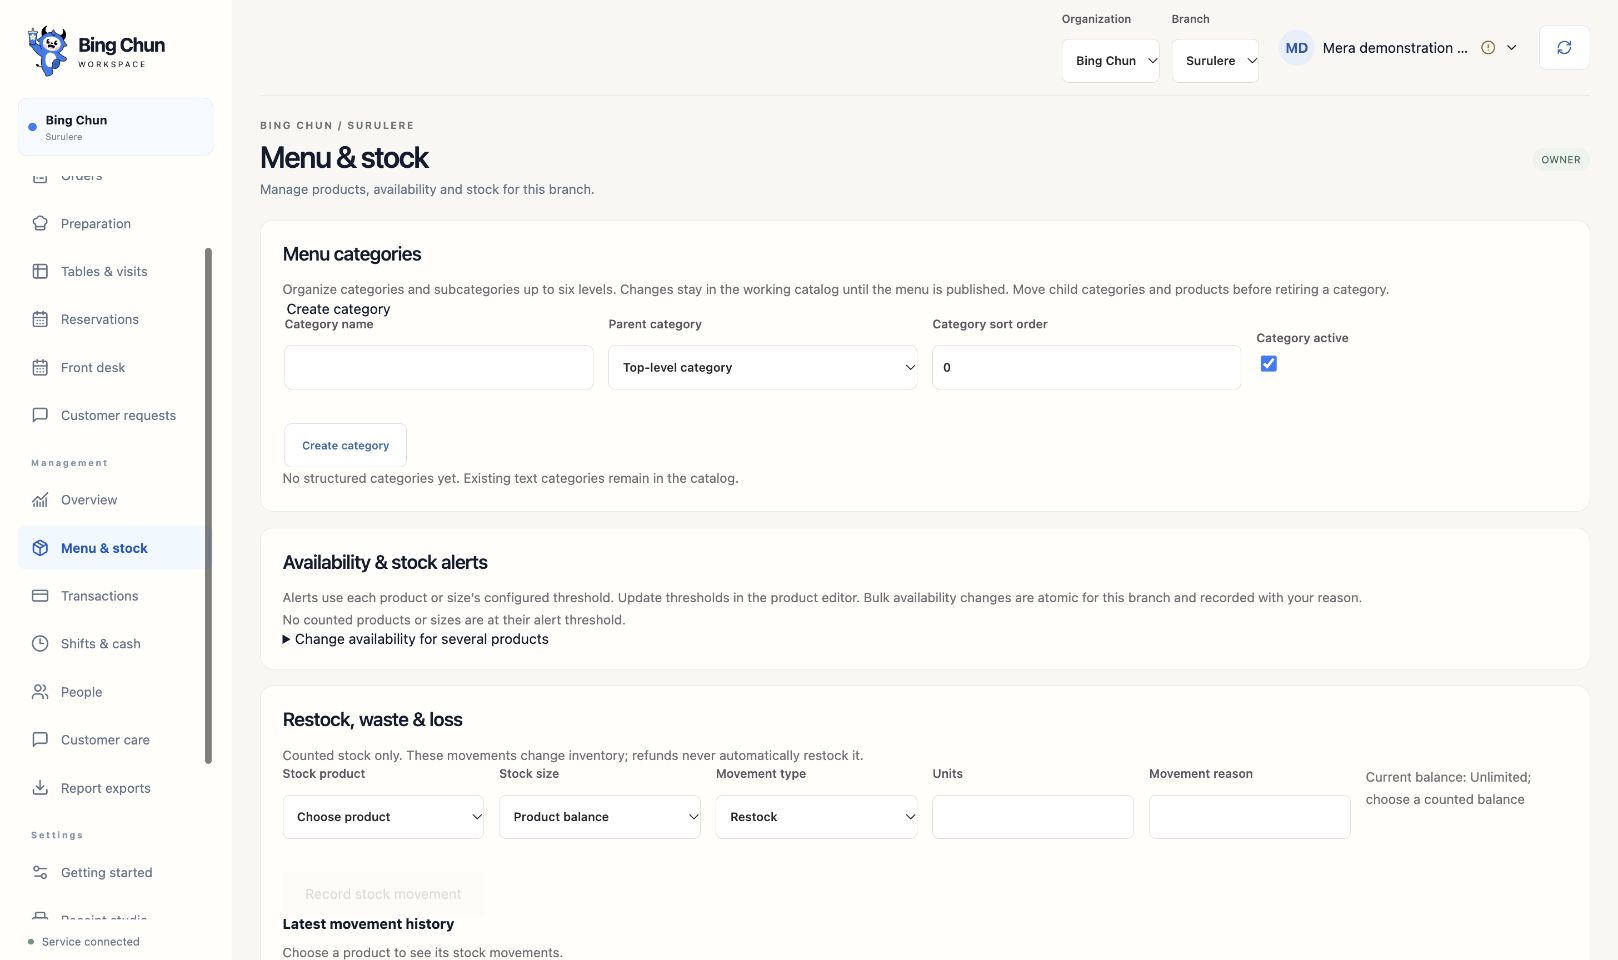 Bing Chun
WORKSPACE
Bing Chun
Surulere
Orders
Preparation
Tables & visits
Reservations
Front desk
Customer requests
Management
Overview
Menu & stock
Transactions
Shifts & cash
People
Customer care
Report exports
Settings
Getting started
Receipt studio
Service connected
Organization
Bing Chun
Branch
Surulere
MD
Mera demonstration ...
BING CHUN / SURULERE
Menu & stock
Manage products, availability and stock for this branch.
OWNER
Menu categories
Organize categories and subcategories up to six levels. Changes stay in the working catalog until the menu is published. Move child categories and products before retiring a category.
Create category
Category name
Parent category
Top-level category
Category sort order
0
Category active
Create category
No structured categories yet. Existing text categories remain in the catalog.
Availability & stock alerts
Alerts use each product or size's configured threshold. Update thresholds in the product editor. Bulk availability changes are atomic for this branch and recorded with your reason.
No counted products or sizes are at their alert threshold.
Change availability for several products
Restock, waste & loss
Counted stock only. These movements change inventory; refunds never automatically restock it.
Stock product
Choose product
Stock size
Product balance
Movement type
Restock
Units
Movement reason
Current balance: Unlimited;
choose a counted balance
Record stock movement
Latest movement history
Choose a product to see its stock movements.